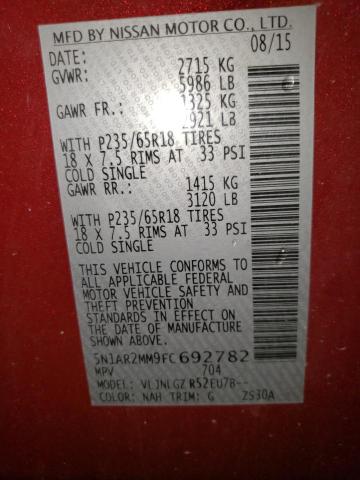 MFD BY NISSAN MOTOR CO., LTD.
DATE: 08/15
GVWR: 2715 KG
5986 LB
GAWR FR.: 1325 KG
2921 LB
WITH P235/65R18 TIRES
18 X 7.5 RIMS AT 33 PSI
COLD SINGLE
GAWR RR.: 1415 KG
3120 LB
WITH P235/65R18 TIRES
18 X 7.5 RIMS AT 33 PSI
COLD SINGLE
THIS VEHICLE CONFORMS TO
ALL APPLICABLE FEDERAL
MOTOR VEHICLE SAFETY AND
THEFT PREVENTION
STANDARDS IN EFFECT ON
THE DATE OF MANUFACTURE
SHOWN ABOVE.
5N1AR2MM9FC692782
MPV 704
MODEL: VLJNLGZ R52EU7B--
COLOR: NAH TRIM: G ZS30A